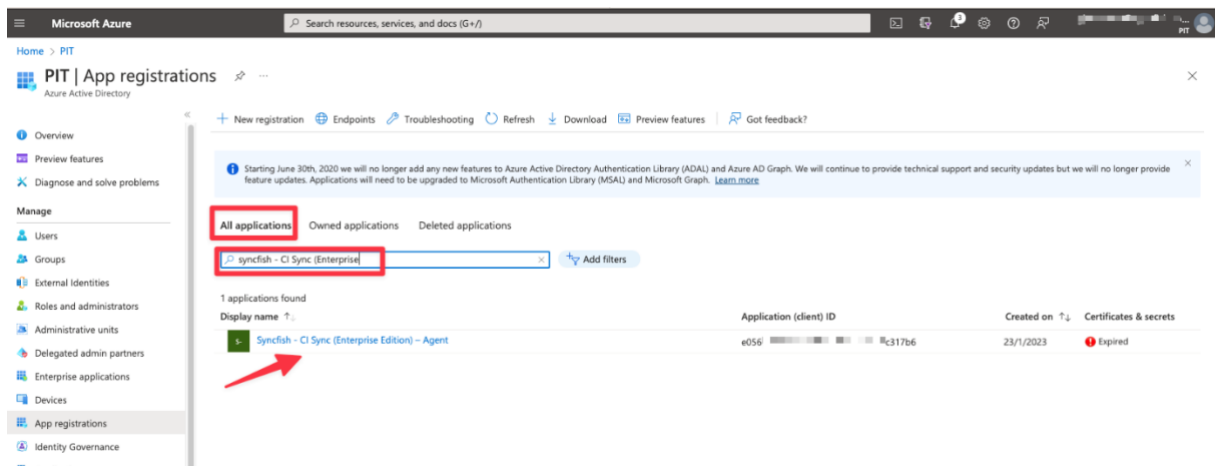 Microsoft Azure
Search resources, services, and docs (G+/)
3
PIT
Home > PIT
PIT | App registrations
Azure Active Directory
New registration Endpoints Troubleshooting Refresh Download Preview features Got feedback?
Overview
Preview features
Diagnose and solve problems
Manage
Users
Groups
External Identities
Roles and administrators
Administrative units
Delegated admin partners
Enterprise applications
Devices
App registrations
Identity Governance
Starting June 30th, 2020 we will no longer add any new features to Azure Active Directory Authentication Library (ADAL) and Azure AD Graph. We will continue to provide technical support and security updates but we will no longer provide
feature updates. Applications will need to be upgraded to Microsoft Authentication Library (MSAL) and Microsoft Graph. Learn more
All applications Owned applications Deleted applications
syncfish - CI Sync (Enterprise
Add filters
1 applications found
Display name Application (client) ID Created on Certificates & secrets
S- Syncfish - CI Sync (Enterprise Edition) – Agent e056 c317b6 23/1/2023 Expired